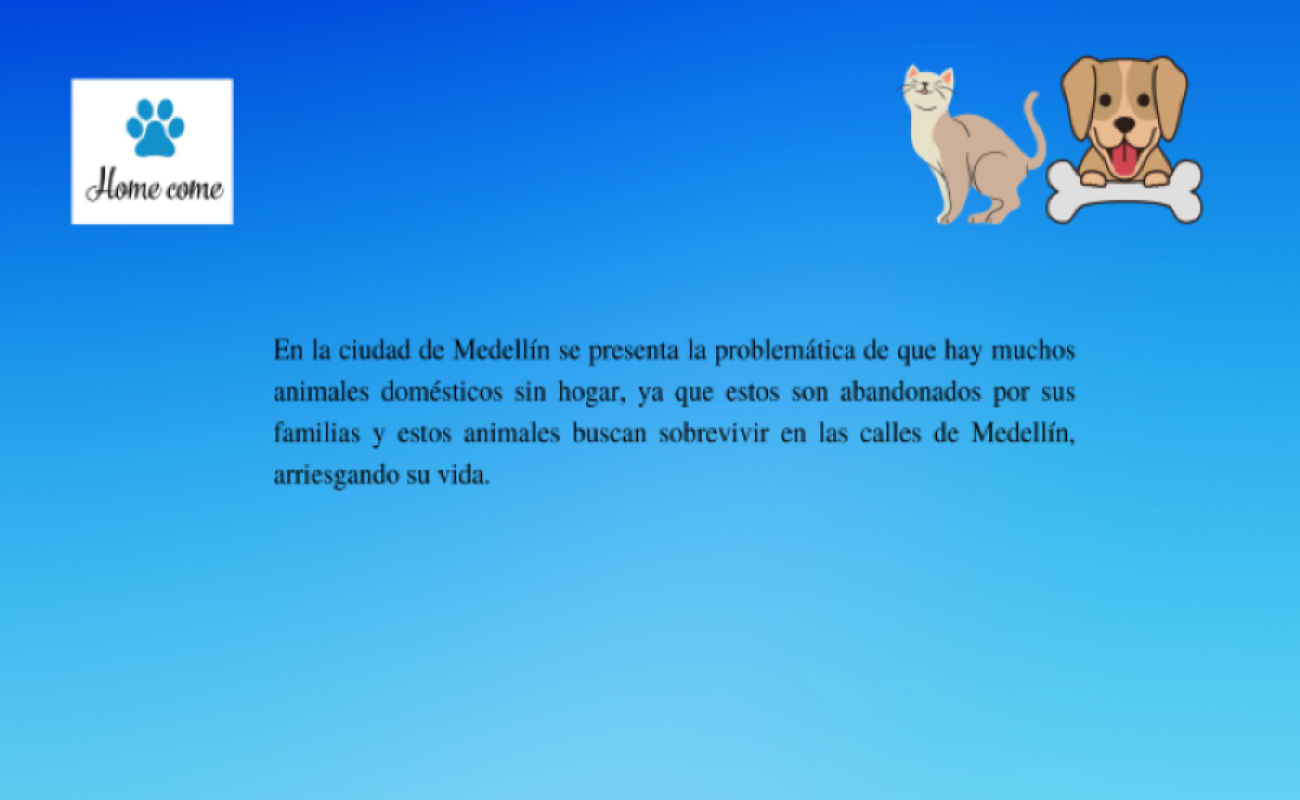 Home come
En la ciudad de Medellín se presenta la problemática de que hay muchos
animales domésticos sin hogar, ya que estos son abandonados por sus
familias y estos animales buscan sobrevivir en las calles de Medellín,
arriesgando su vida.